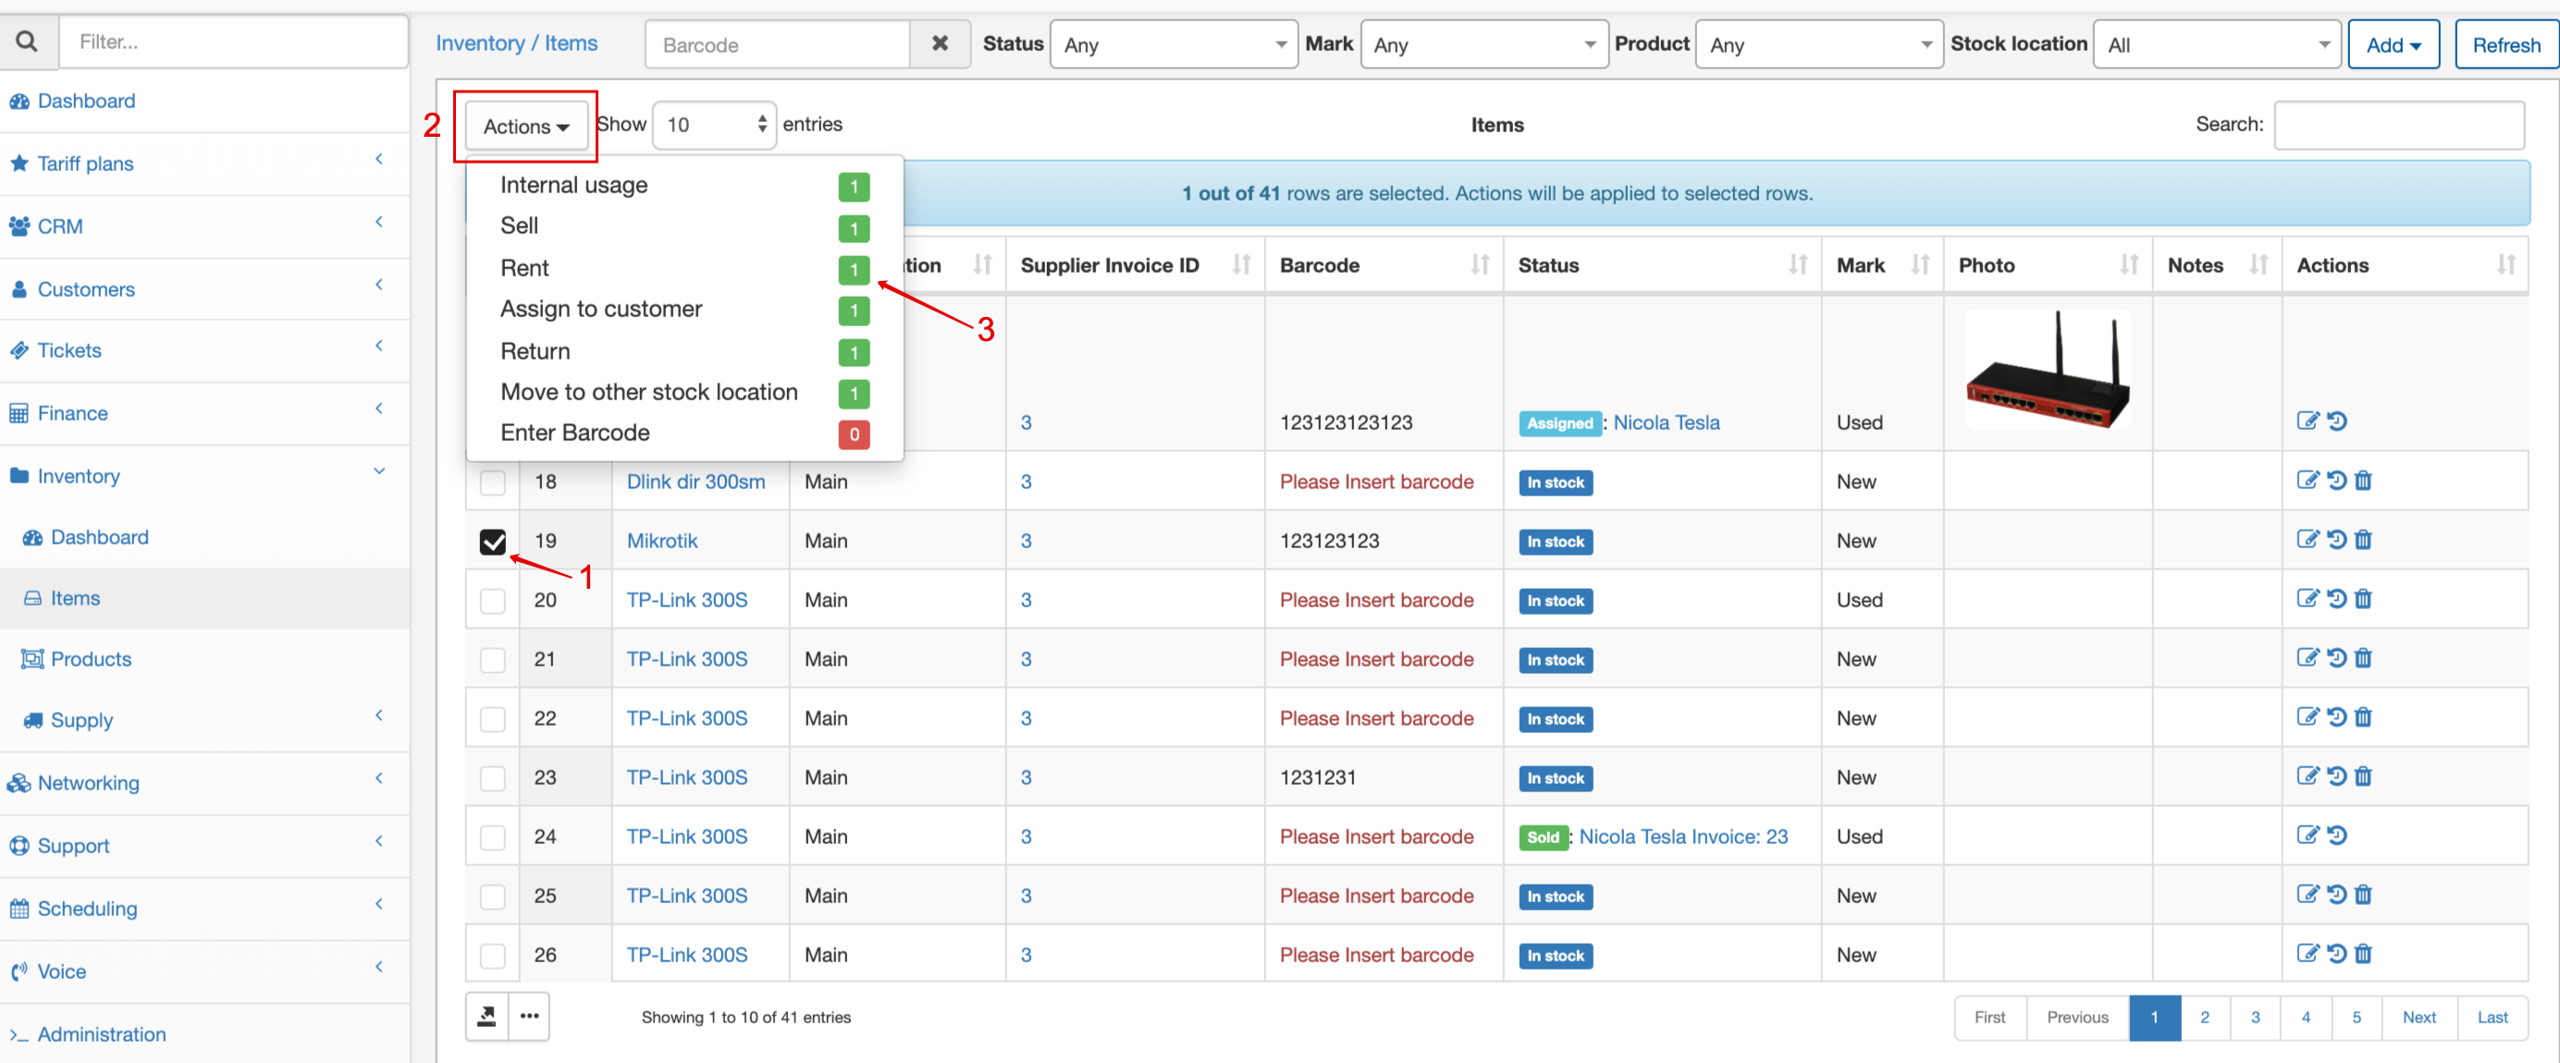 Filter...
Inventory / Items
Barcode
Status Any
Mark Any
Product Any
Stock location All
Add
Refresh
Dashboard
Tariff plans
CRM
Customers
Tickets
Finance
Inventory
Dashboard
Items
Products
Supply
Networking
Support
Scheduling
Voice
Administration
2
Actions
Show 10 entries
Items
Search:
Internal usage 1
Sell 1
Rent 1
Assign to customer 1
Return 1
Move to other stock location 1
Enter Barcode 0
3
1 out of 41 rows are selected. Actions will be applied to selected rows.
tion Supplier Invoice ID Barcode Status Mark Photo Notes Actions
3 123123123123 Assigned : Nicola Tesla Used
18 Dlink dir 300sm Main 3 Please Insert barcode In stock New
19 Mikrotik Main 3 123123123 In stock New
1
20 TP-Link 300S Main 3 Please Insert barcode In stock Used
21 TP-Link 300S Main 3 Please Insert barcode In stock New
22 TP-Link 300S Main 3 Please Insert barcode In stock New
23 TP-Link 300S Main 3 1231231 In stock New
24 TP-Link 300S Main 3 Please Insert barcode Sold : Nicola Tesla Invoice: 23 Used
25 TP-Link 300S Main 3 Please Insert barcode In stock New
26 TP-Link 300S Main 3 Please Insert barcode In stock New
Showing 1 to 10 of 41 entries
First Previous 1 2 3 4 5 Next Last